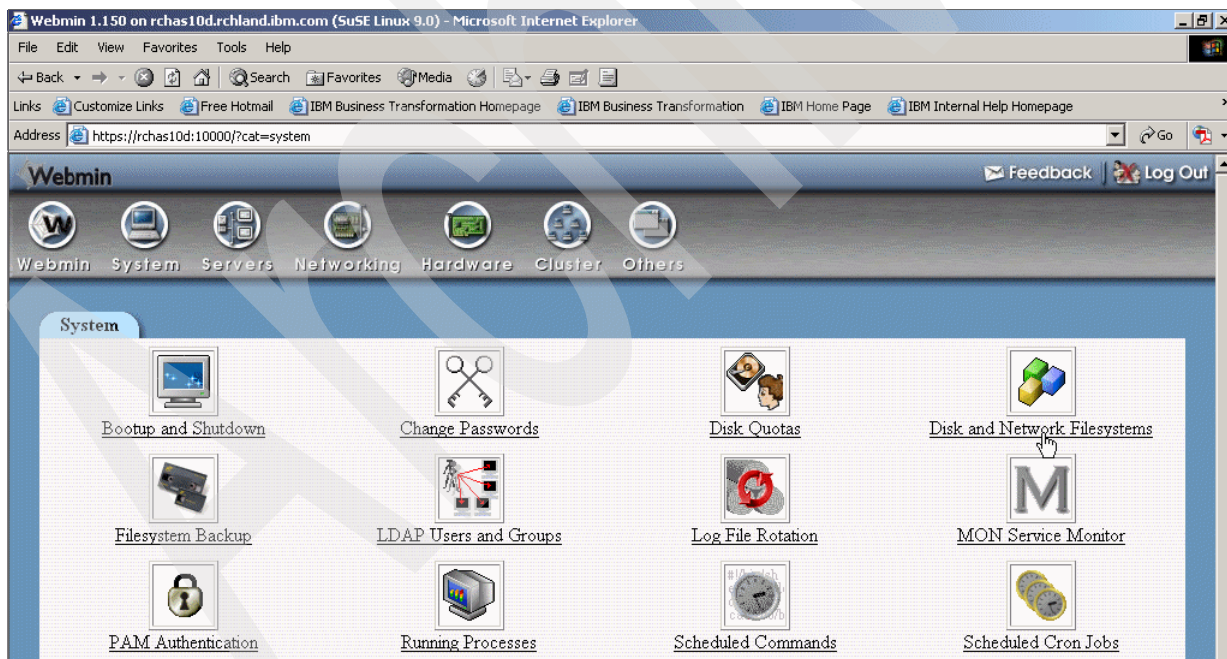 Webmin 1.150 on rchas10d.rchland.ibm.com (SuSE Linux 9.0) - Microsoft Internet Explorer
File Edit View Favorites Tools Help
Back Search Favorites Media
Links Customize Links Free Hotmail IBM Business Transformation Homepage IBM Business Transformation IBM Home Page IBM Internal Help Homepage
Address https://rchas10d:10000/?cat=system Go
Webmin Feedback Log Out
Webmin System Servers Networking Hardware Cluster Others
System
Bootup and Shutdown Change Passwords Disk Quotas Disk and Network Filesystems
Filesystem Backup LDAP Users and Groups Log File Rotation MON Service Monitor
PAM Authentication Running Processes Scheduled Commands Scheduled Cron Jobs